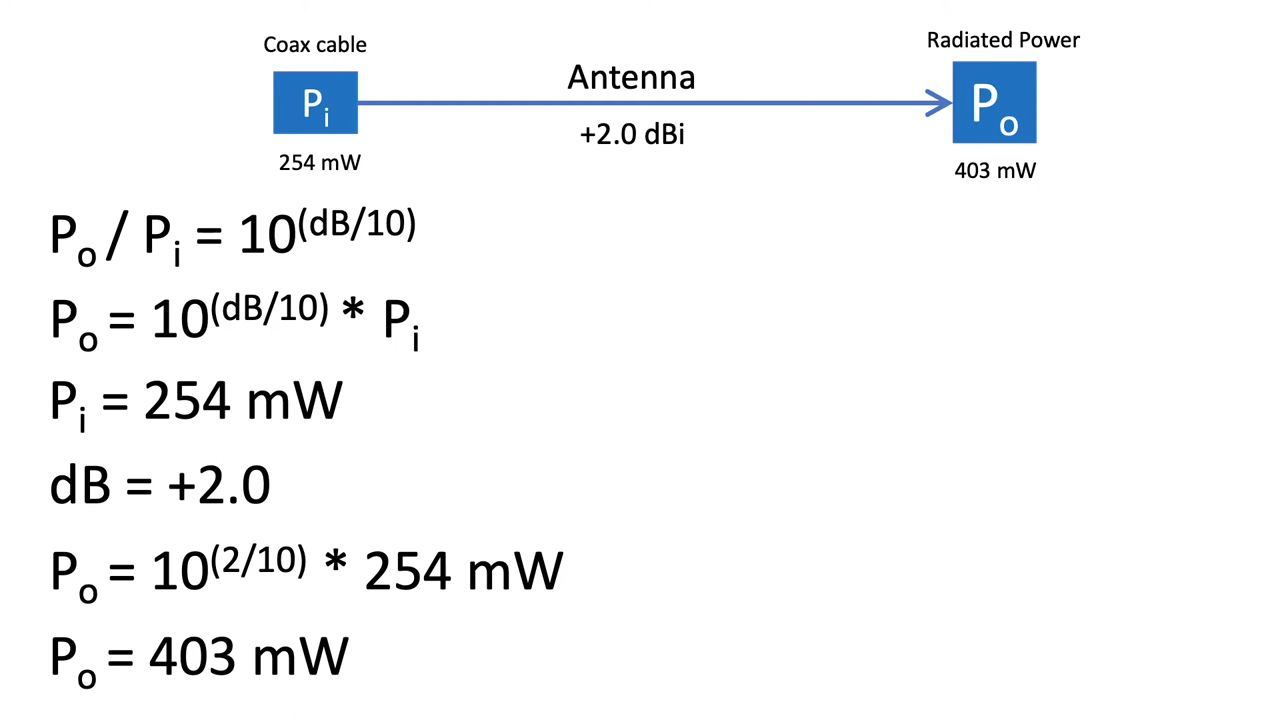 Coax cable
Radiated Power
Antenna
Pi
Po
+2.0 dBi
254 mW
403 mW
Po / Pi = 10(dB/10)
Po = 10(dB/10) * Pi
Pi = 254 mW
dB = +2.0
Po = 10(2/10) * 254 mW
Po = 403 mW